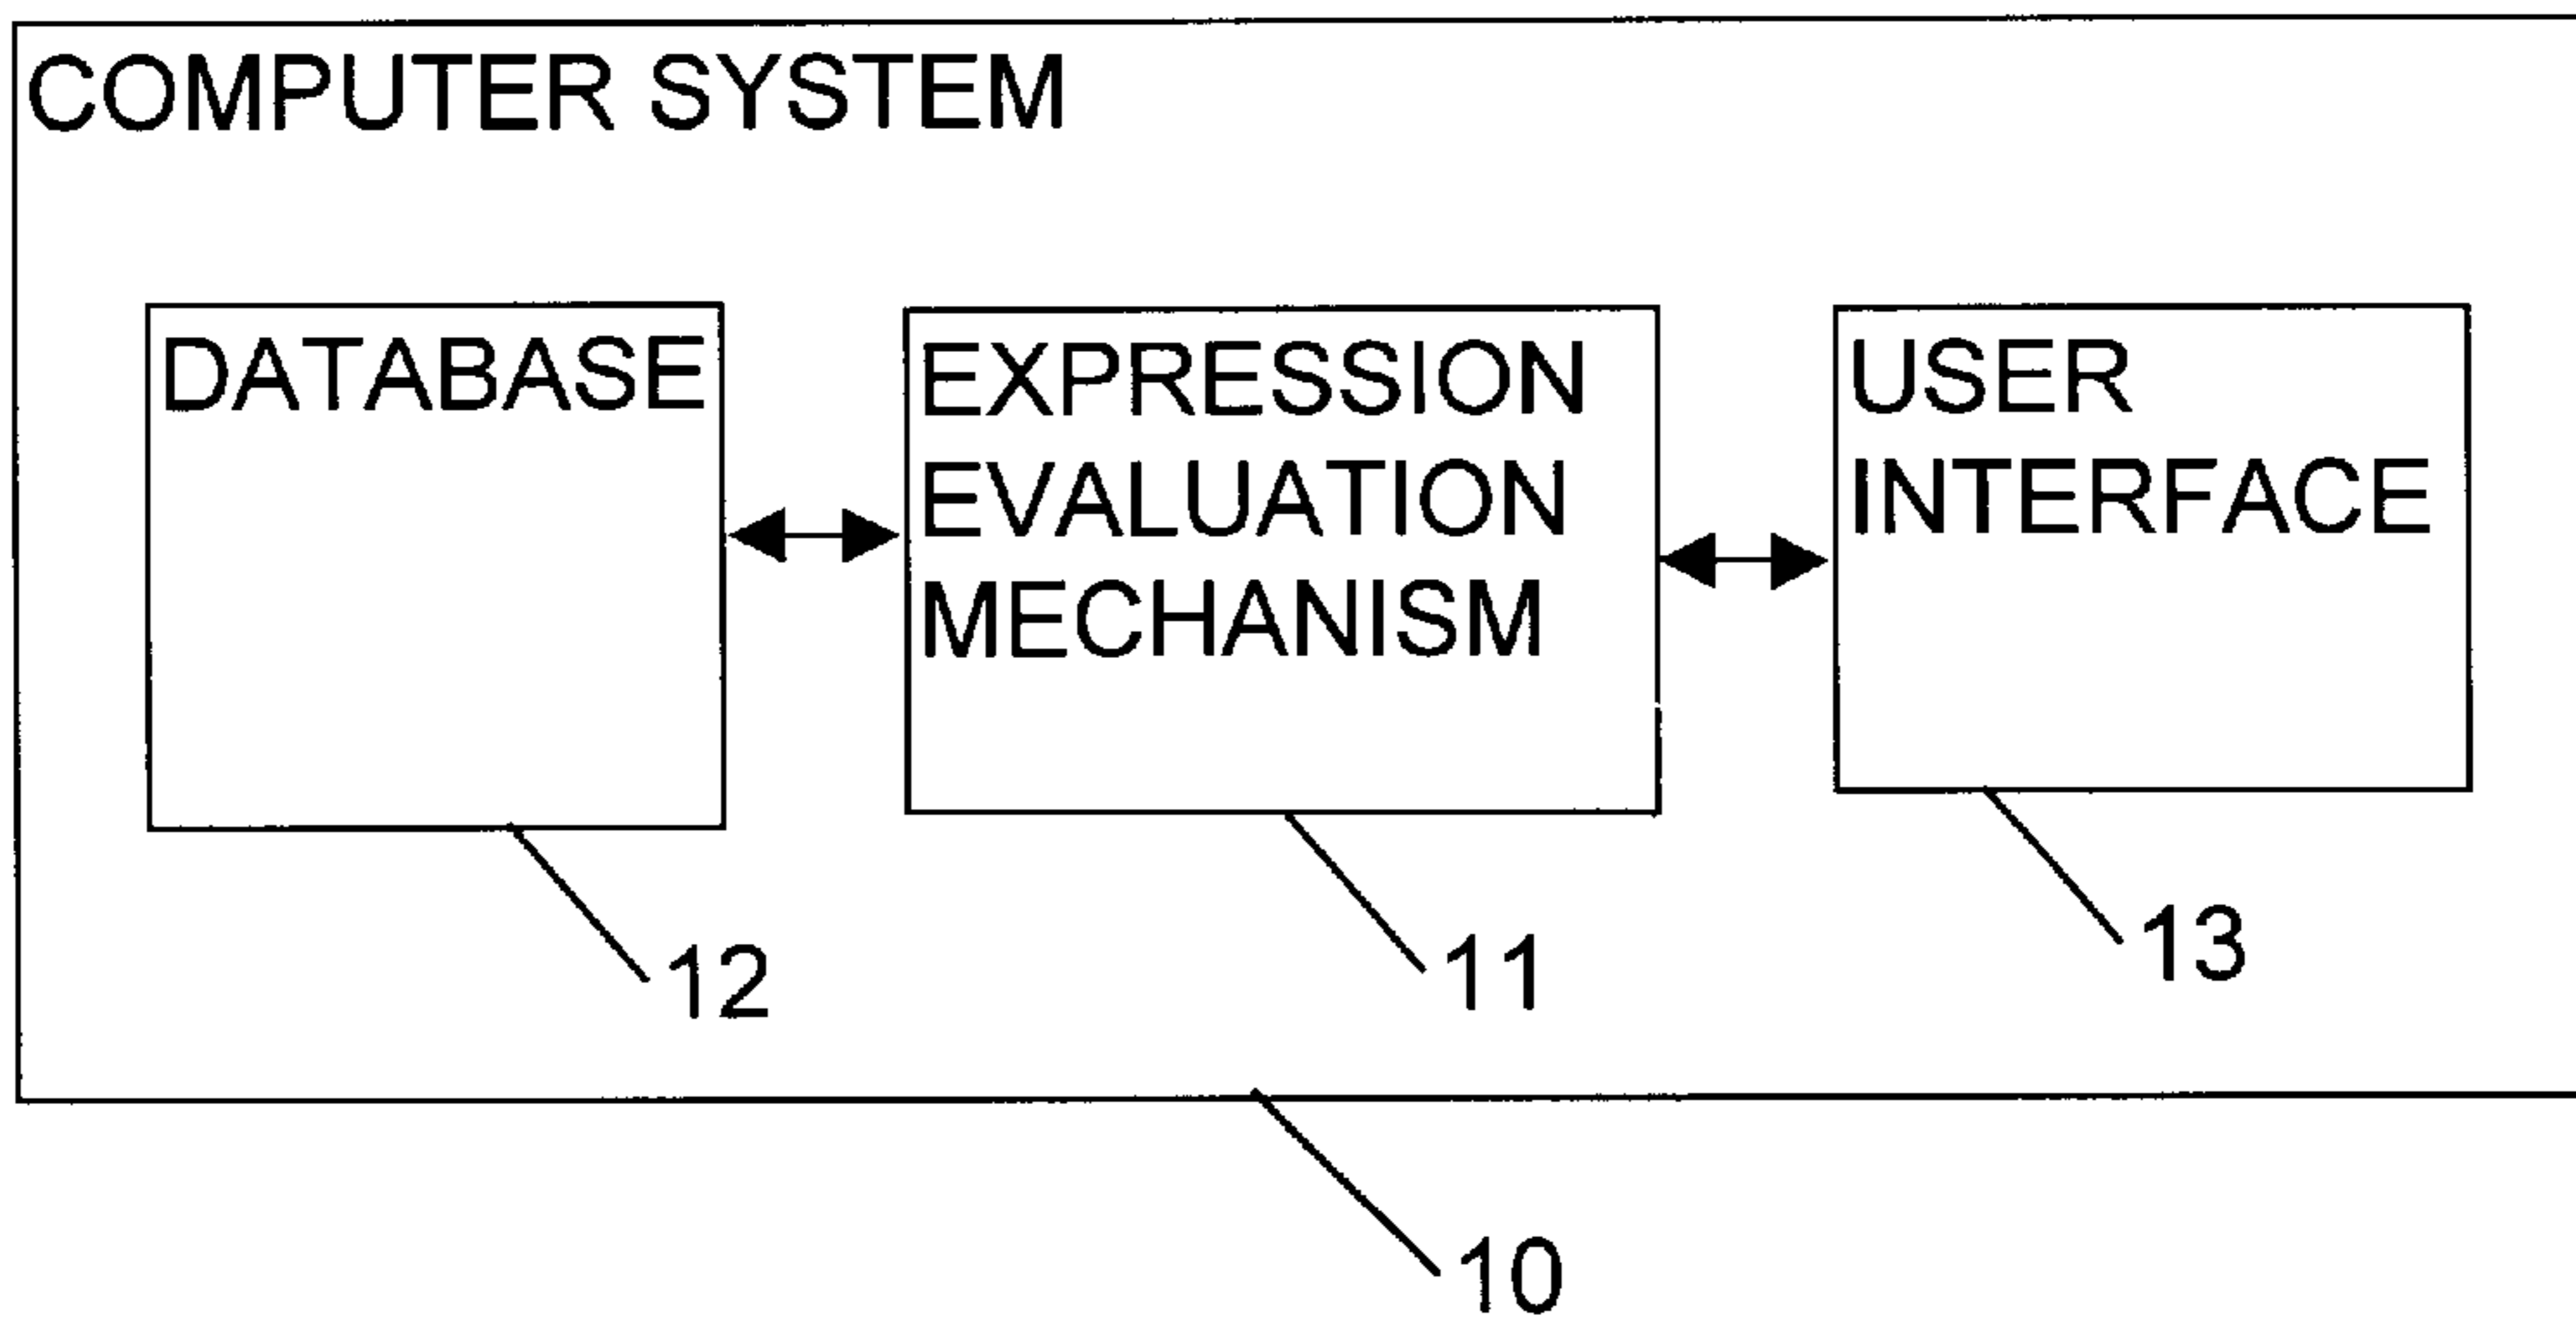 COMPUTER SYSTEM
DATABASE
EXPRESSION
EVALUATION
MECHANISM
USER
INTERFACE
12
11
13
10